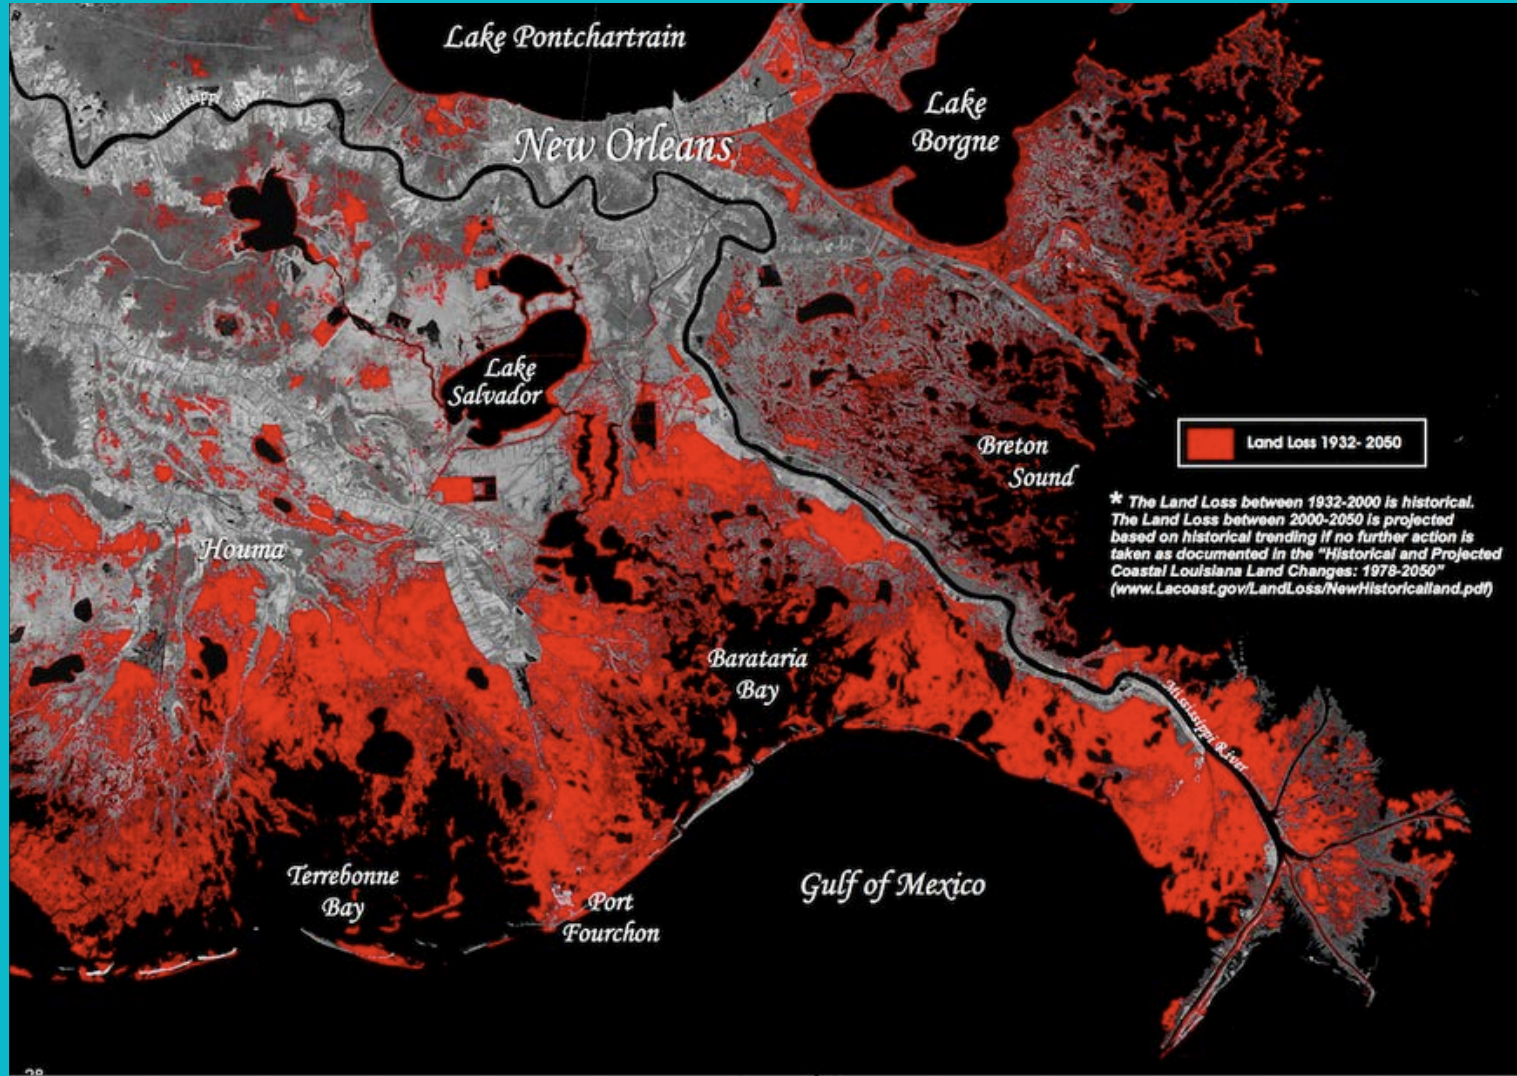 Lake Pontchartrain
Mississippi River
New Orleans
Lake
Borgne
Lake
Salvador
Breton
Sound
Land Loss 1932- 2050
* The Land Loss between 1932-2000 is historical.
The Land Loss between 2000-2050 is projected
based on historical trending if no further action is
taken as documented in the "Historical and Projected
Coastal Louisiana Land Changes: 1978-2050"
(www.Lacoast.gov/LandLoss/NewHistoricalland.pdf)
Houma
Barataria
Bay
Mississippi River
Terrebonne
Bay
Port
Fourchon
Gulf of Mexico